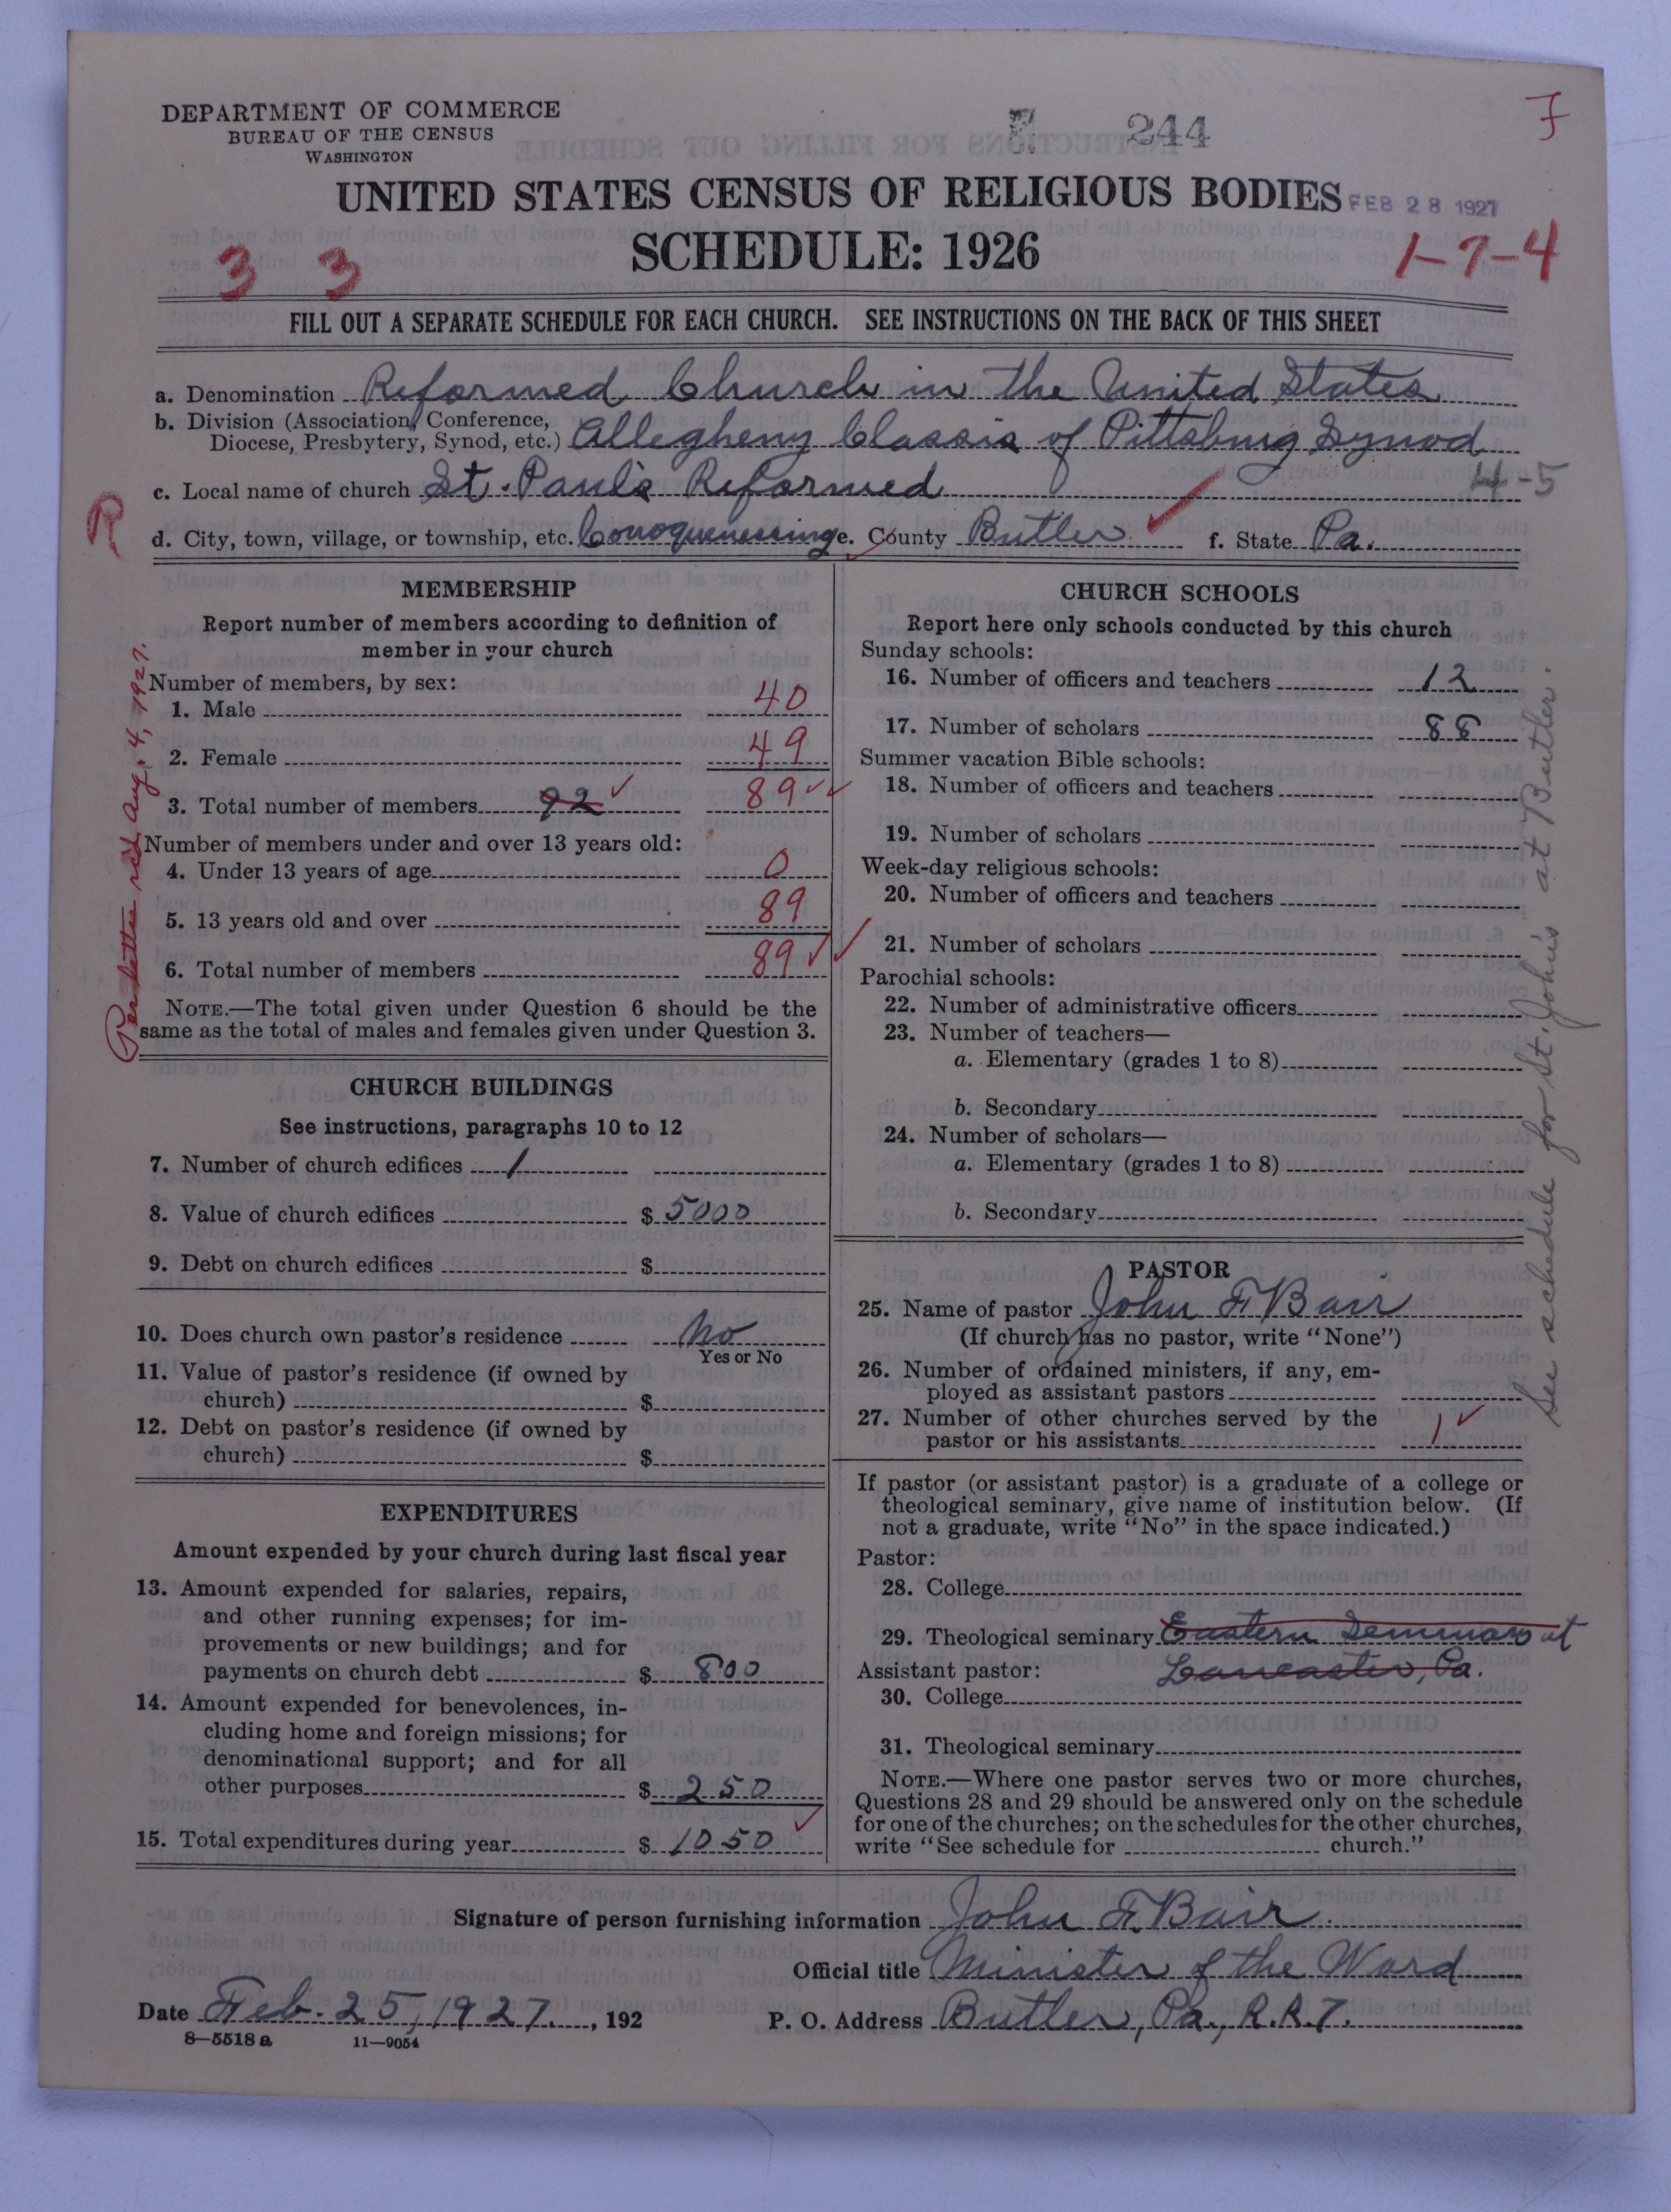 DEPARTMENT OF COMMERCE
BUREAU OF THE CENSUS
WASHINGTON
244
F
UNITED STATES CENSUS OF RELIGIOUS BODIES
FEB 28 1927
SCHEDULE: 1926
3 3
1-7-4
FILL OUT A SEPARATE SCHEDULE FOR EACH CHURCH. SEE INSTRUCTIONS ON THE BACK OF THIS SHEET
a. Denomination Reformed Church in the United States
b. Division (Association, Conference,
Diocese, Presbytery, Synod, etc.) Allegheny Classis of Pittsburg Synod
c. Local name of church St. Paul's Reformed
4-5
R
d. City, town, village, or township, etc. Conoquenessing e. County Butler f. State Pa.
MEMBERSHIP
Report number of members according to definition of
member in your church
Number of members, by sex:
1. Male 40
2. Female 49
3. Total number of members 92 89
Number of members under and over 13 years old:
4. Under 13 years of age 0
5. 13 years old and over 89
6. Total number of members 89
NOTE.—The total given under Question 6 should be the
same as the total of males and females given under Question 3.
Per letter rec'd Aug. 4, 1927.
CHURCH BUILDINGS
See instructions, paragraphs 10 to 12
7. Number of church edifices 1
8. Value of church edifices $ 5000
9. Debt on church edifices $
10. Does church own pastor's residence No
Yes or No
11. Value of pastor's residence (if owned by
church) $
12. Debt on pastor's residence (if owned by
church) $
EXPENDITURES
Amount expended by your church during last fiscal year
13. Amount expended for salaries, repairs,
and other running expenses; for im-
provements or new buildings; and for
payments on church debt $ 800
14. Amount expended for benevolences, in-
cluding home and foreign missions; for
denominational support; and for all
other purposes $ 250
15. Total expenditures during year $ 1050
CHURCH SCHOOLS
Report here only schools conducted by this church
Sunday schools:
16. Number of officers and teachers 12
17. Number of scholars 88
Summer vacation Bible schools:
18. Number of officers and teachers
19. Number of scholars
Week-day religious schools:
20. Number of officers and teachers
21. Number of scholars
Parochial schools:
22. Number of administrative officers
23. Number of teachers—
a. Elementary (grades 1 to 8)
b. Secondary
24. Number of scholars—
a. Elementary (grades 1 to 8)
b. Secondary
See schedule for St. John's at Butler.
PASTOR
25. Name of pastor John F. Bair
(If church has no pastor, write "None")
26. Number of ordained ministers, if any, em-
ployed as assistant pastors
27. Number of other churches served by the
pastor or his assistants 1
If pastor (or assistant pastor) is a graduate of a college or
theological seminary, give name of institution below. (If
not a graduate, write "No" in the space indicated.)
Pastor:
28. College
29. Theological seminary Eastern Seminary at
Lancaster, Pa.
Assistant pastor:
30. College
31. Theological seminary
NOTE.—Where one pastor serves two or more churches,
Questions 28 and 29 should be answered only on the schedule
for one of the churches; on the schedules for the other churches,
write "See schedule for church."
Signature of person furnishing information John F. Bair
Official title Minister of the Word
Date Feb. 25, 1927, 192
P. O. Address Butler, Pa., R.R.7.
8—5518 a 11—9054